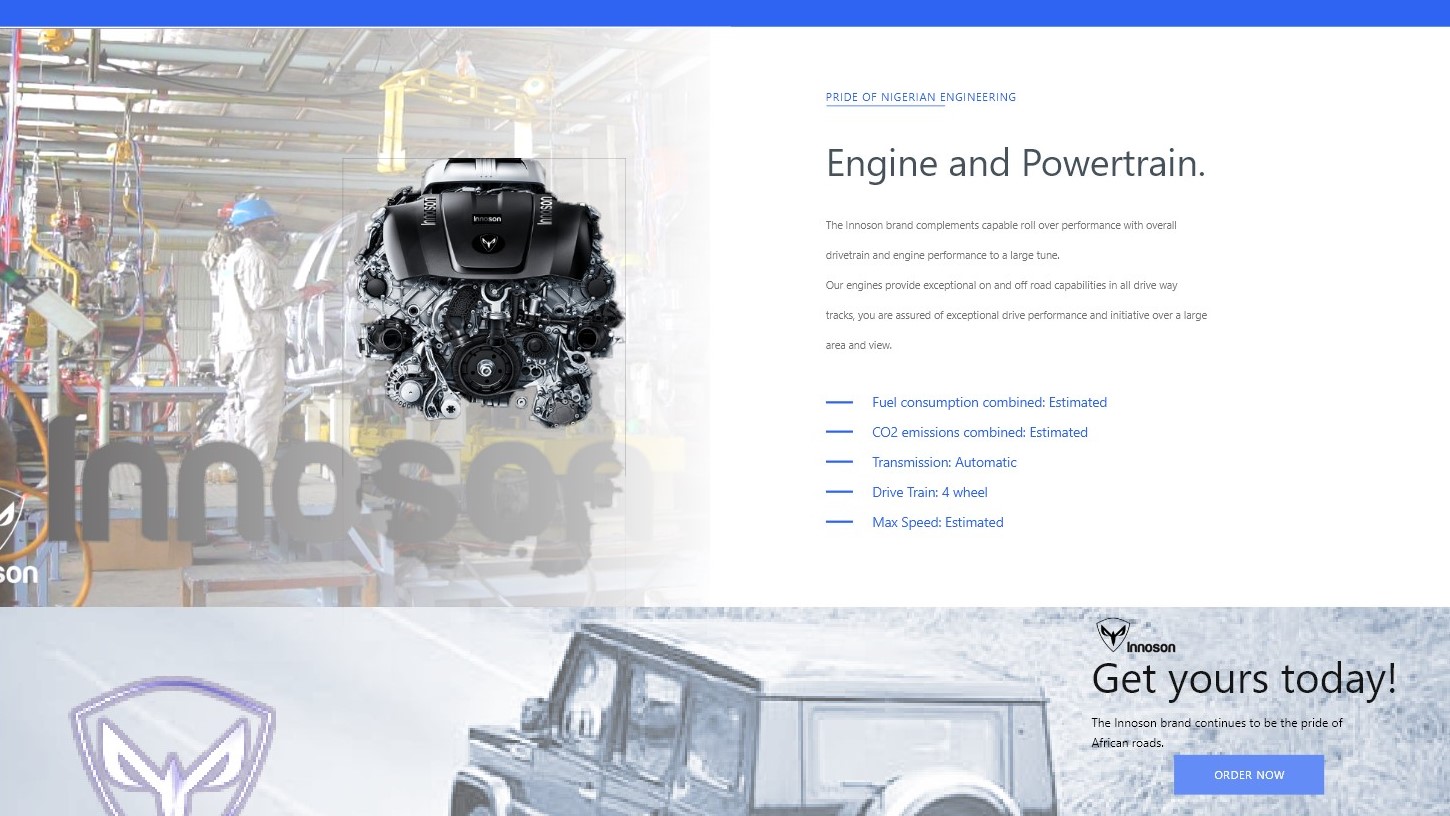 PRIDE OF NIGERIAN ENGINEERING
Engine and Powertrain.
The Innoson brand complements capable roll over performance with overall
drivetrain and engine performance to a large tune.
Our engines provide exceptional on and off road capabilities in all drive way
tracks, you are assured of exceptional drive performance and initiative over a large
area and view.
Fuel consumption combined: Estimated
CO2 emissions combined: Estimated
Transmission: Automatic
Drive Train: 4 wheel
Max Speed: Estimated
Innoson
Innoson
Innoson
Innoson
son
Innoson
Get yours today!
The Innoson brand continues to be the pride of
African roads.
ORDER NOW